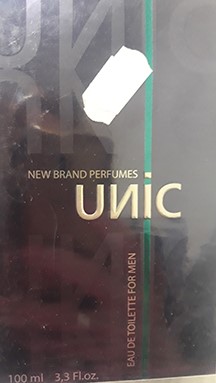 NEW BRAND PERFUMES
UNiC
EAU DE TOILETTE FOR MEN
100 ml 3,3 Fl.oz.